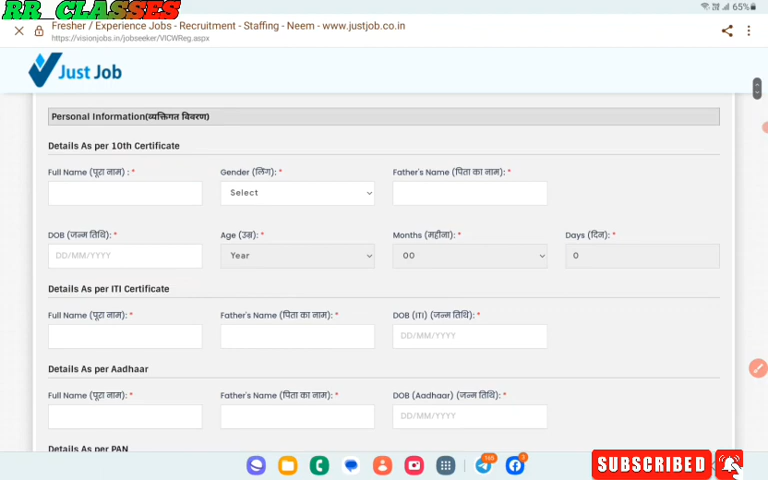 RR_CLASSES
65%
Fresher / Experience Jobs - Recruitment - Staffing - Neem - www.justjob.co.in
https://visionjobs.in/jobseeker/VICWReg.aspx
Just Job
Personal Information(व्यक्तिगत विवरण)
Details As per 10th Certificate
Full Name (पूरा नाम) : * Gender (लिंग): * Father's Name (पिता का नाम): *
Select
DOB (जन्म तिथि): * Age (उम्र): * Months (महीना): * Days (दिन): *
DD/MM/YYYY Year 00 0
Details As per ITI Certificate
Full Name (पूरा नाम): * Father's Name (पिता का नाम): * DOB (ITI) (जन्म तिथि): *
DD/MM/YYYY
Details As per Aadhaar
Full Name (पूरा नाम): * Father's Name (पिता का नाम): * DOB (Aadhaar) (जन्म तिथि): *
DD/MM/YYYY
Details As per PAN
3
SUBSCRIBED